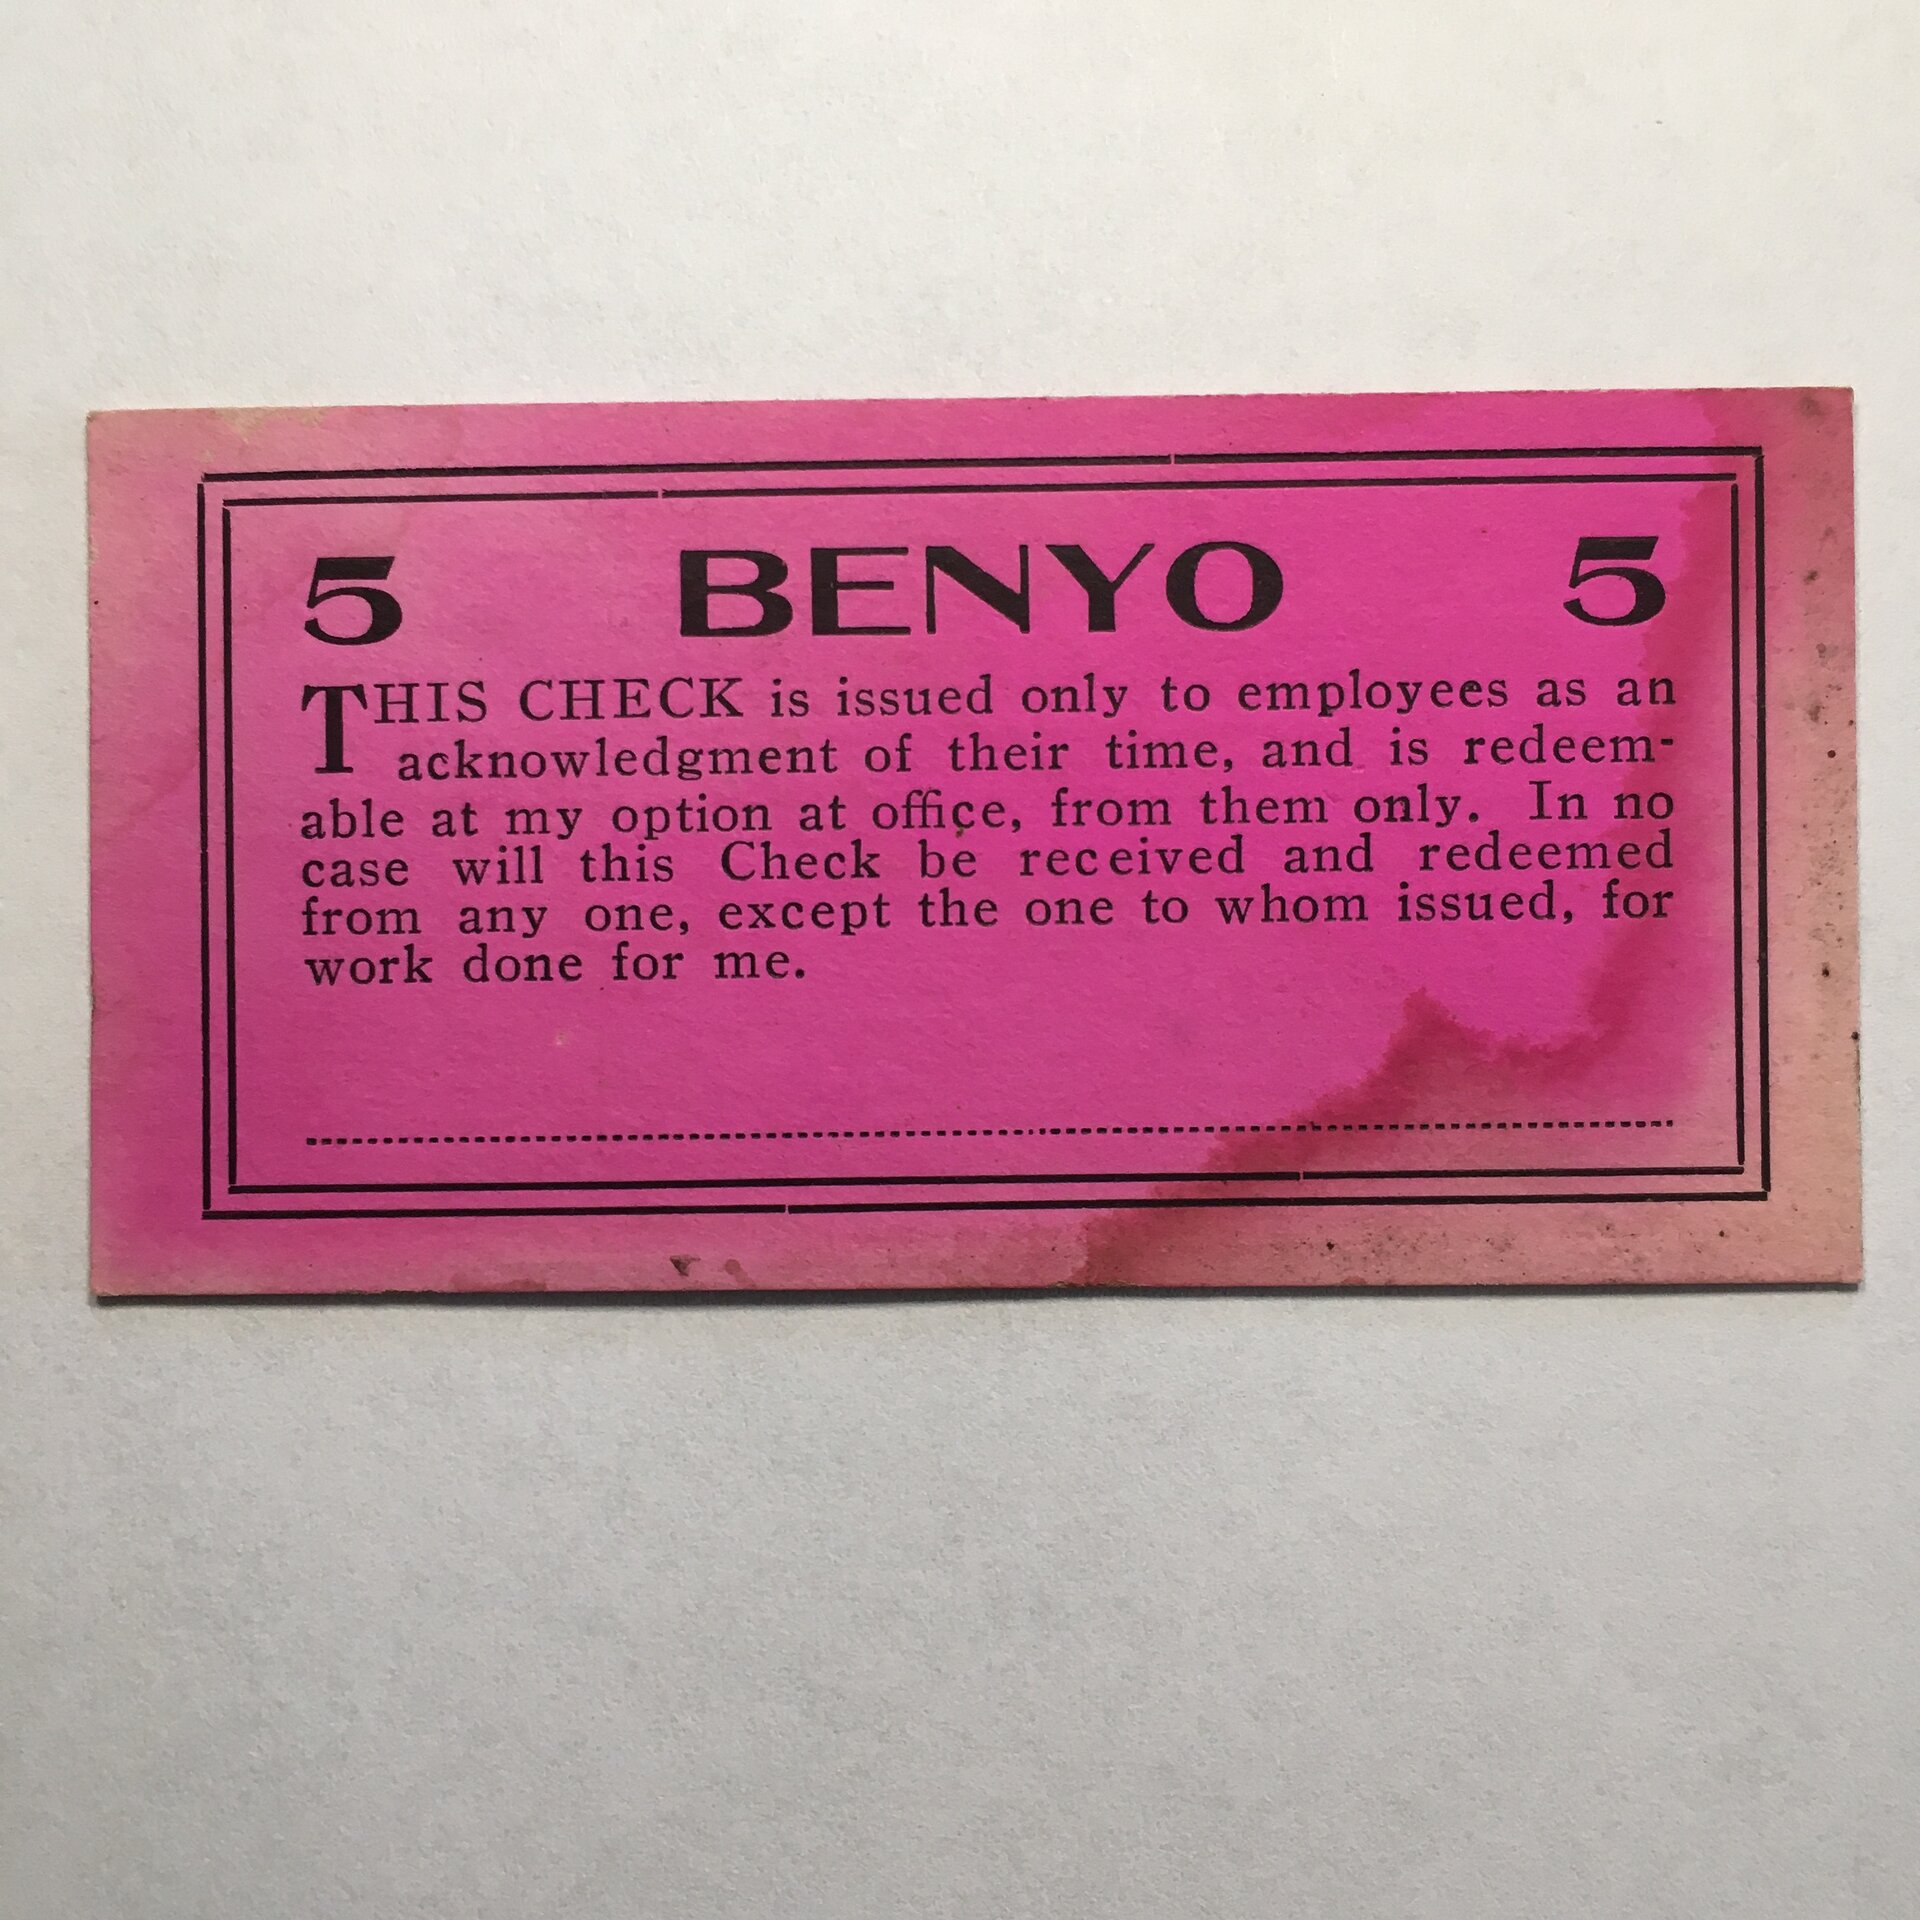 5 BENYO 5
THIS CHECK is issued only to employees as an
acknowledgment of their time, and is redeem-
able at my option at office, from them only. In no
case will this Check be received and redeemed
from any one, except the one to whom issued, for
work done for me.